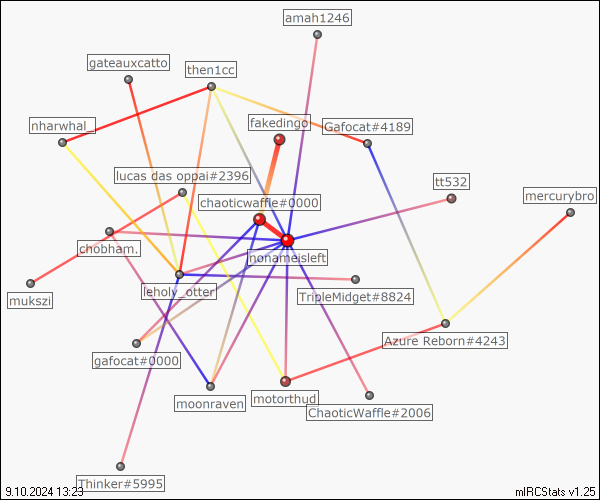 amah1246
gateauxcatto
then1cc
fakedingo
nharwhal_
Gafocat#4189
lucas das oppai#2396
tt532
mercurybro
chaoticwaffle#0000
chobham.
nonameisleft
mukszi
leholy_otter
TripleMidget#8824
gafocat#0000
Azure Reborn#4243
moonraven
motorthud
ChaoticWaffle#2006
Thinker#5995
9.10.2024 13:23
mIRCStats v1.25